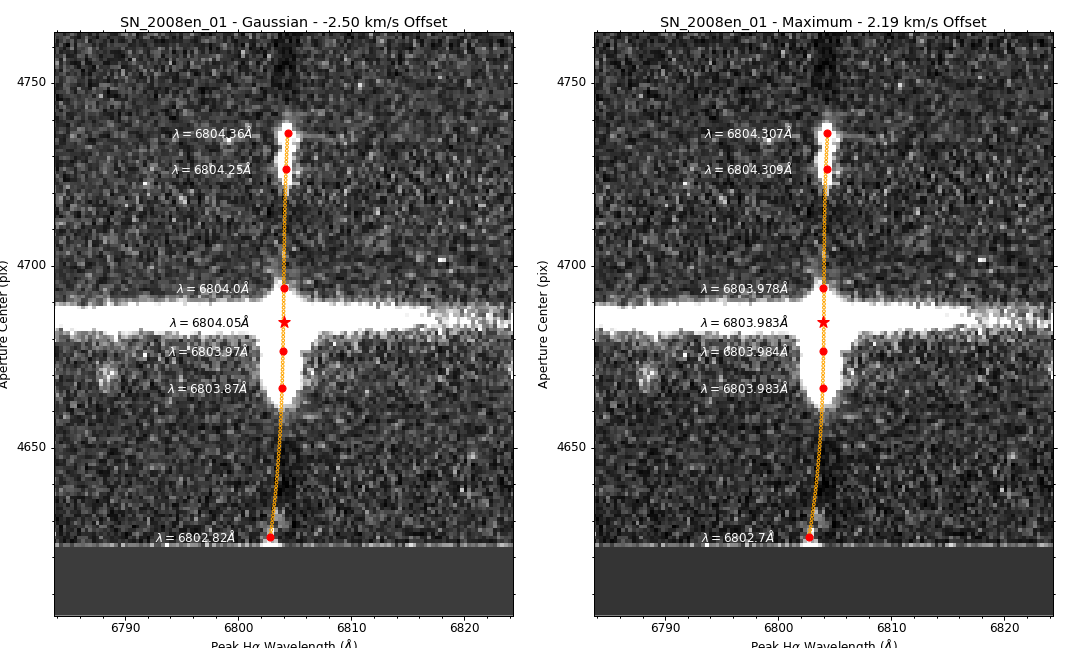 SN_2008en_01 - Gaussian - -2.50 km/s Offset
4750
4700
4650
Aperture Center (pix)
λ = 6804.36Å
λ = 6804.25Å
λ = 6804.0Å
λ = 6804.05Å
λ = 6803.97Å
λ = 6803.87Å
λ = 6802.82Å
6790 6800 6810 6820
Peak Hα Wavelength (Å)
SN_2008en_01 - Maximum - 2.19 km/s Offset
4750
4700
4650
Aperture Center (pix)
λ = 6804.307Å
λ = 6804.309Å
λ = 6803.978Å
λ = 6803.983Å
λ = 6803.984Å
λ = 6803.983Å
λ = 6802.7Å
6790 6800 6810 6820
Peak Hα Wavelength (Å)